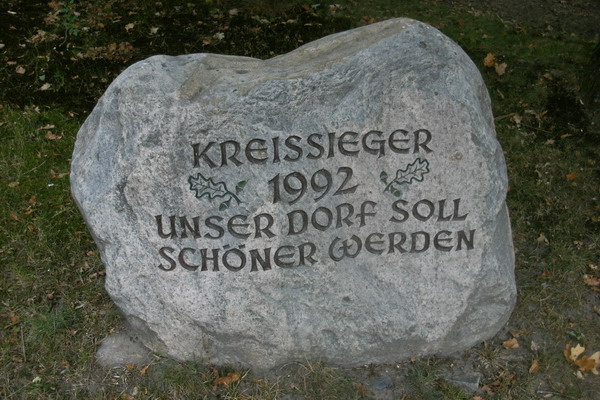 KREISSIEGER
1992
UNSER DORF SOLL
SCHÖNER WERDEN